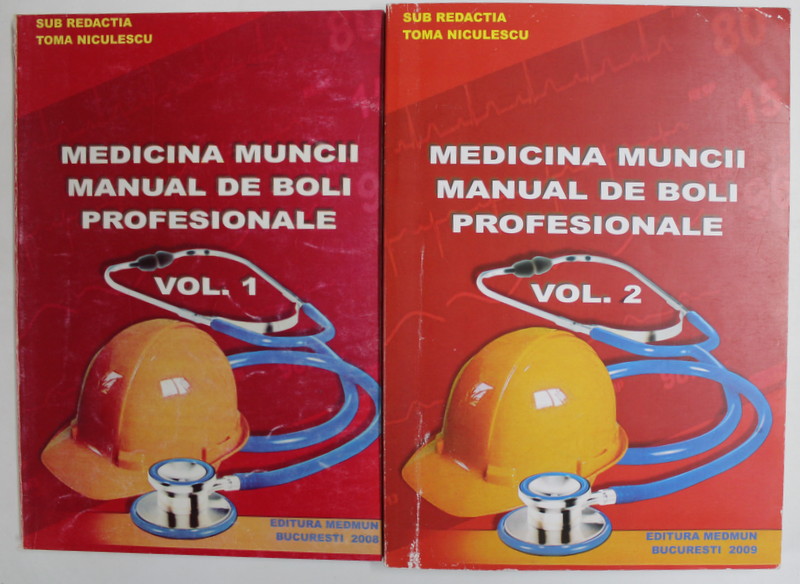 SUB REDACTIA
TOMA NICULESCU
MEDICINA MUNCII
MANUAL DE BOLI
PROFESIONALE
VOL. 1
EDITURA MEDMUN
BUCURESTI 2008
SUB REDACTIA
TOMA NICULESCU
MEDICINA MUNCII
MANUAL DE BOLI
PROFESIONALE
VOL. 2
EDITURA MEDMUN
BUCURESTI 2009